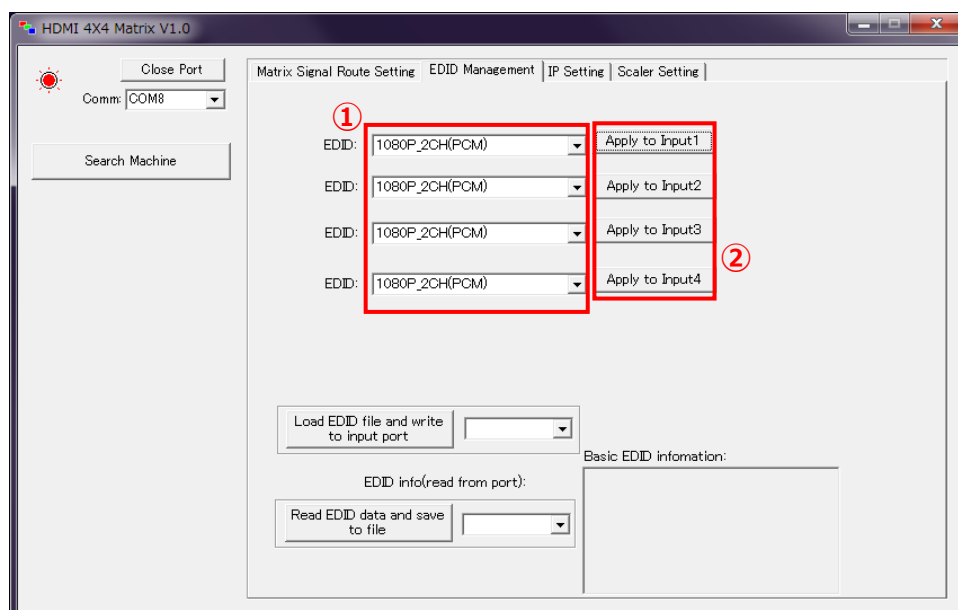 HDMI 4X4 Matrix V1.0
Close Port
Comm: COM8
Search Machine
Matrix Signal Route Setting EDID Management IP Setting Scaler Setting
①
EDID: 1080P_2CH(PCM) Apply to Input1
EDID: 1080P_2CH(PCM) Apply to Input2
EDID: 1080P_2CH(PCM) Apply to Input3
②
EDID: 1080P_2CH(PCM) Apply to Input4
Load EDID file and write
to input port
Basic EDID infomation:
EDID info(read from port):
Read EDID data and save
to file